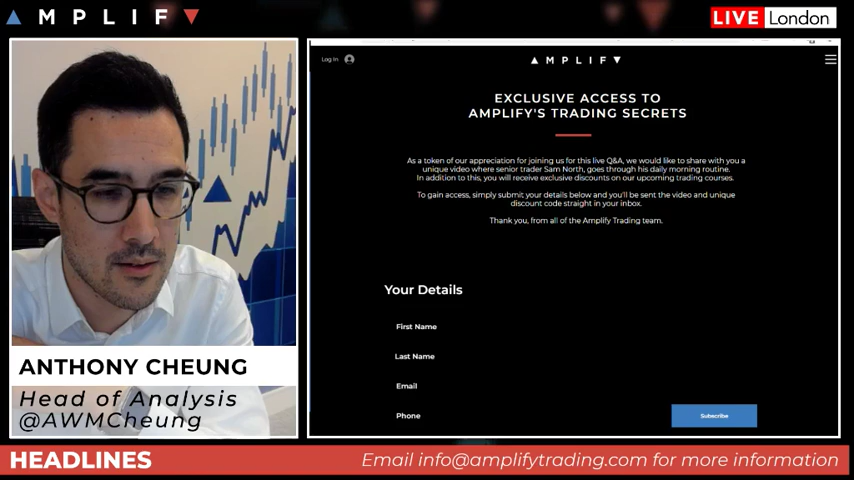 ▲ M P L I F ▼
LIVE London
Log In
▲ M P L I F ▼
EXCLUSIVE ACCESS TO
AMPLIFY'S TRADING SECRETS
As a token of our appreciation for joining us for this live Q&A, we would like to share with you a
unique video where senior trader Sam North, goes through his daily morning routine.
In addition to this, you will receive exclusive discounts on our upcoming trading courses.
To gain access, simply submit your details below and you'll be sent the video and unique
discount code straight in your inbox.
Thank you, from all of the Amplify Trading team.
Your Details
First Name
Last Name
Email
Phone
Subscribe
ANTHONY CHEUNG
Head of Analysis
@AWMCheung
HEADLINES
Email info@amplifytrading.com for more information